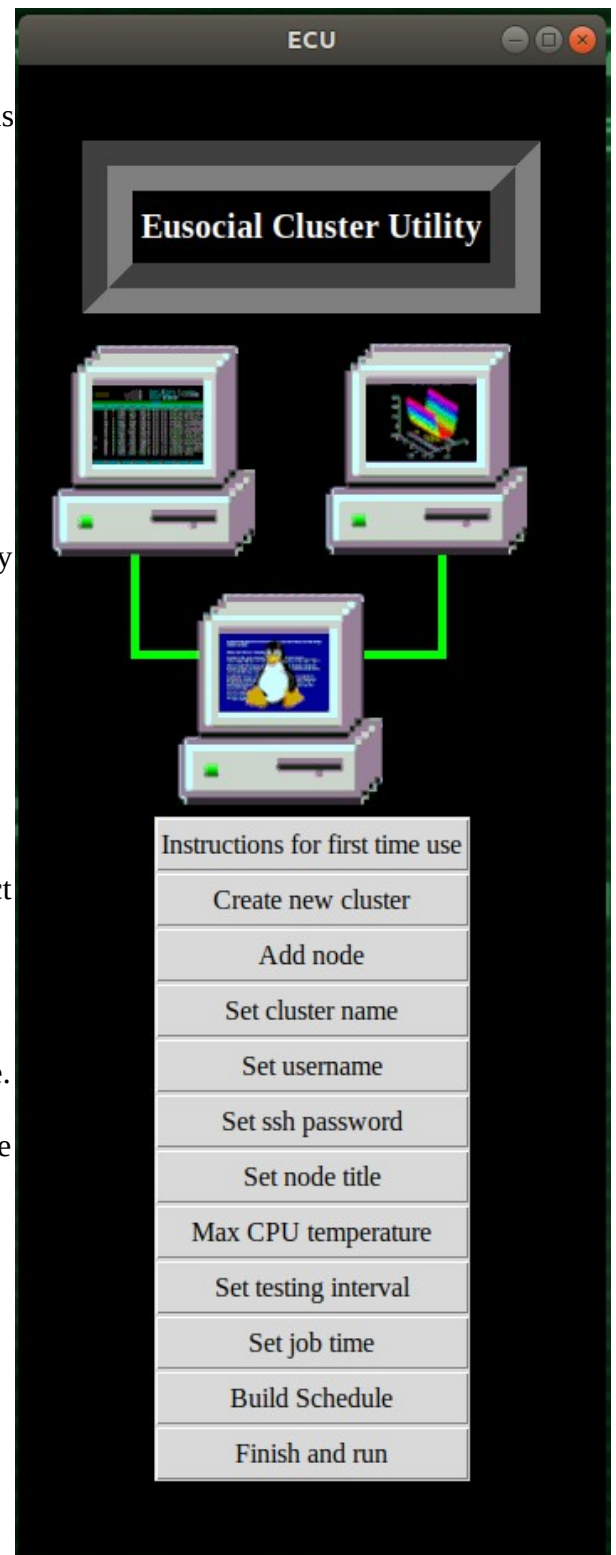 ECU
s
Eusocial Cluster Utility
y
ct
Instructions for first time use
Create new cluster
Add node
Set cluster name
e.
Set username
Set ssh password
e
Set node title
Max CPU temperature
Set testing interval
Set job time
Build Schedule
Finish and run